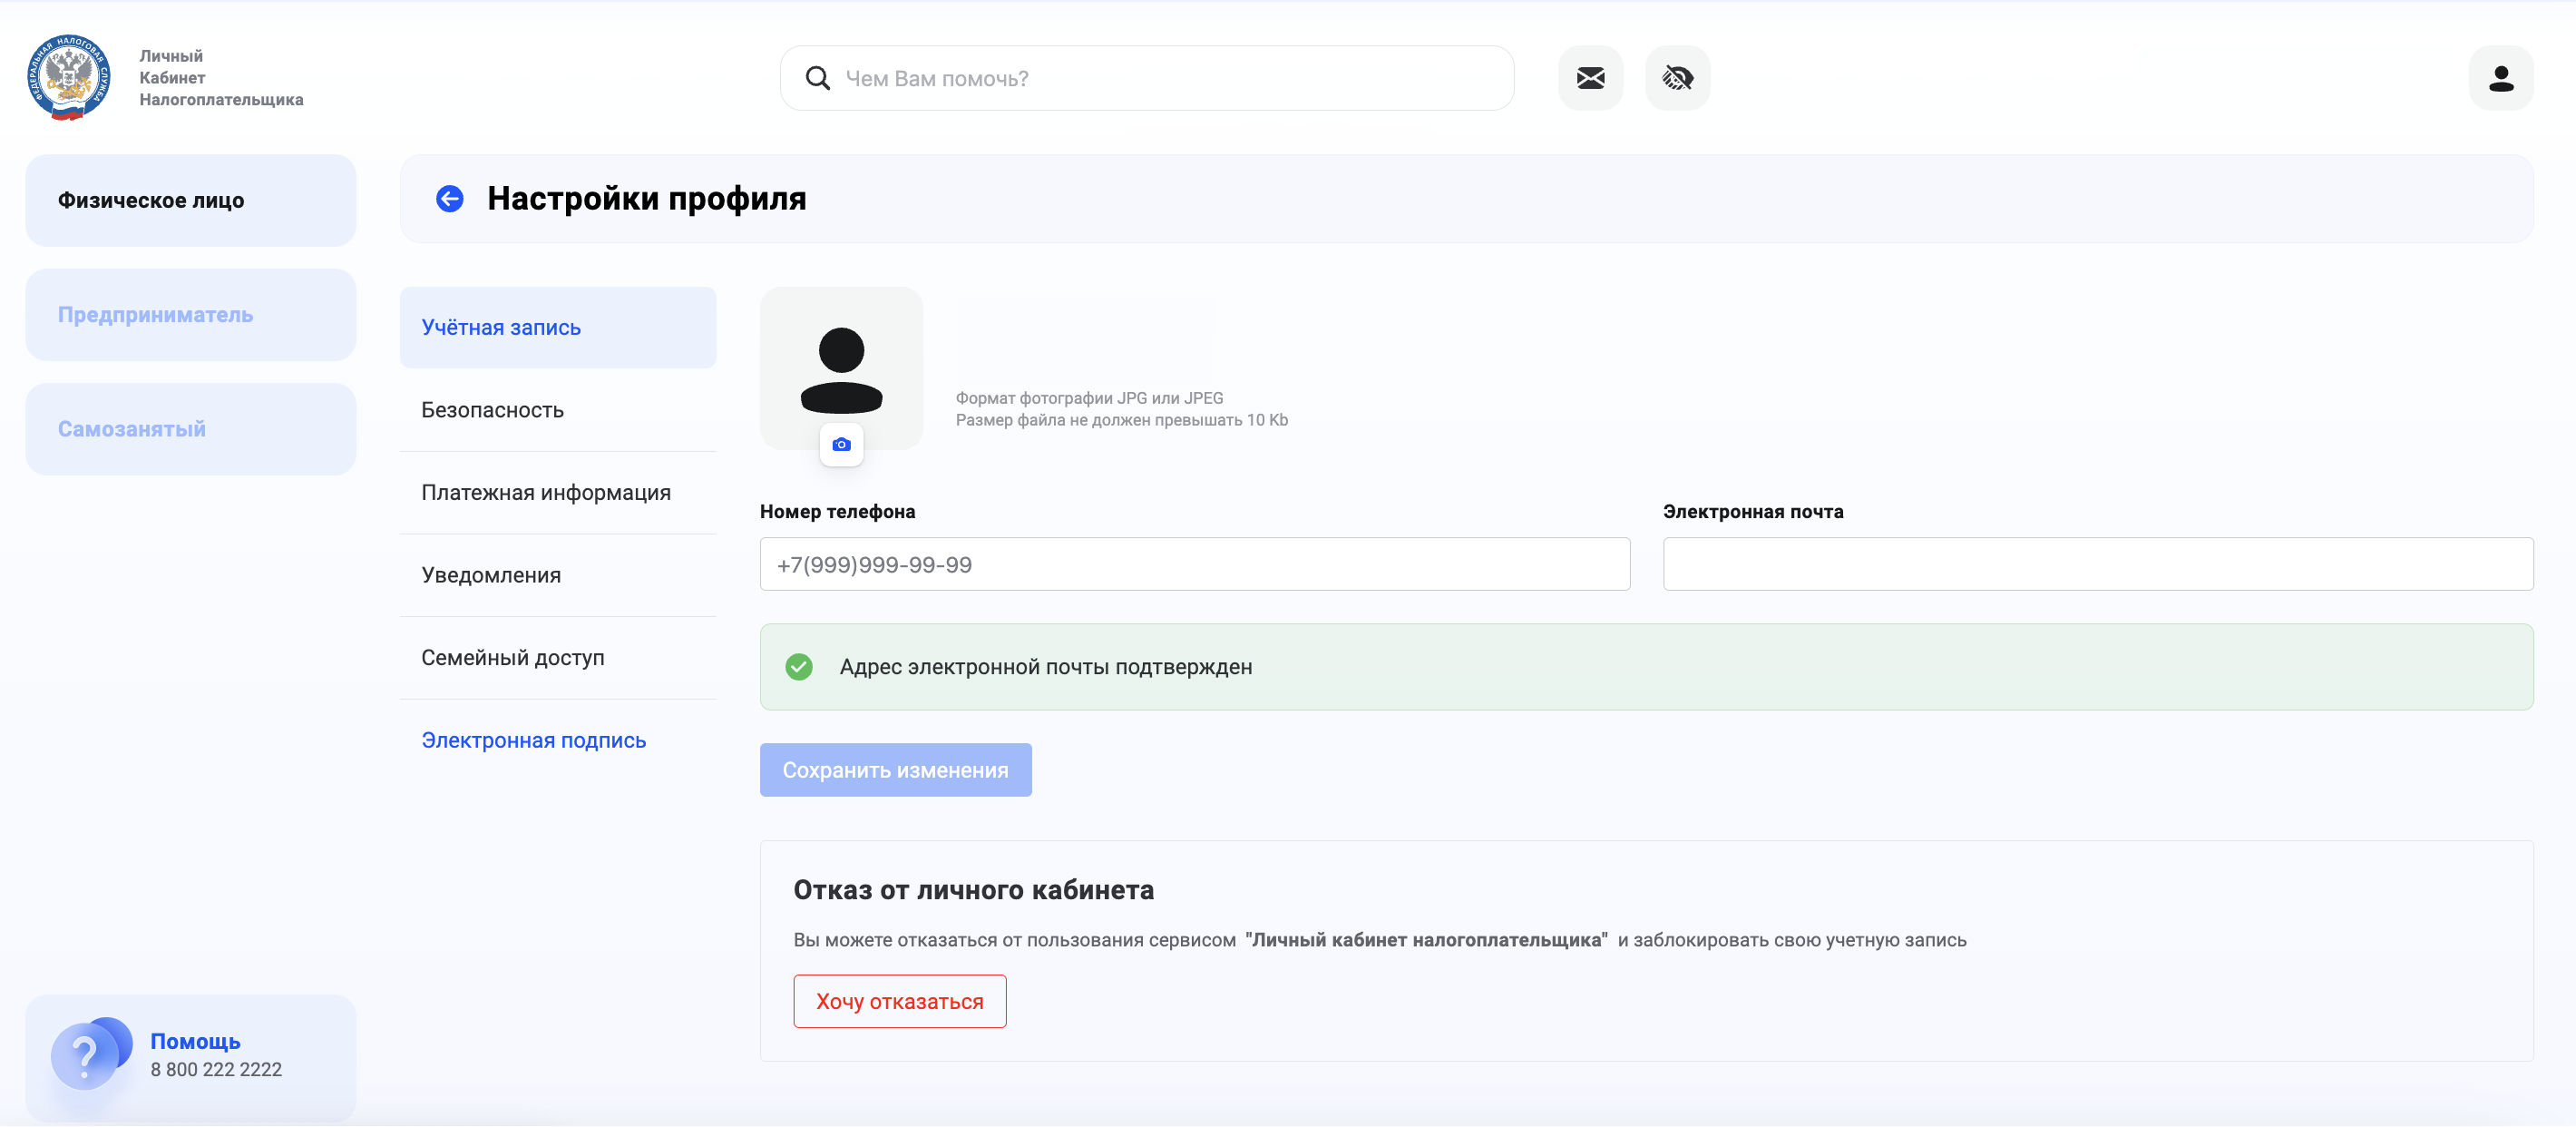 ФЕДЕРАЛЬНАЯ НАЛОГОВАЯ СЛУЖБА
Личный
Кабинет
Налогоплательщика
Чем Вам помочь?
Физическое лицо
Предприниматель
Самозанятый
Настройки профиля
Учётная запись
Безопасность
Платежная информация
Уведомления
Семейный доступ
Электронная подпись
Формат фотографии JPG или JPEG
Размер файла не должен превышать 10 Kb
Номер телефона
+7(999)999-99-99
Электронная почта
Адрес электронной почты подтвержден
Сохранить изменения
Отказ от личного кабинета
Вы можете отказаться от пользования сервисом "Личный кабинет налогоплательщика" и заблокировать свою учетную запись
Хочу отказаться
?
Помощь
8 800 222 2222